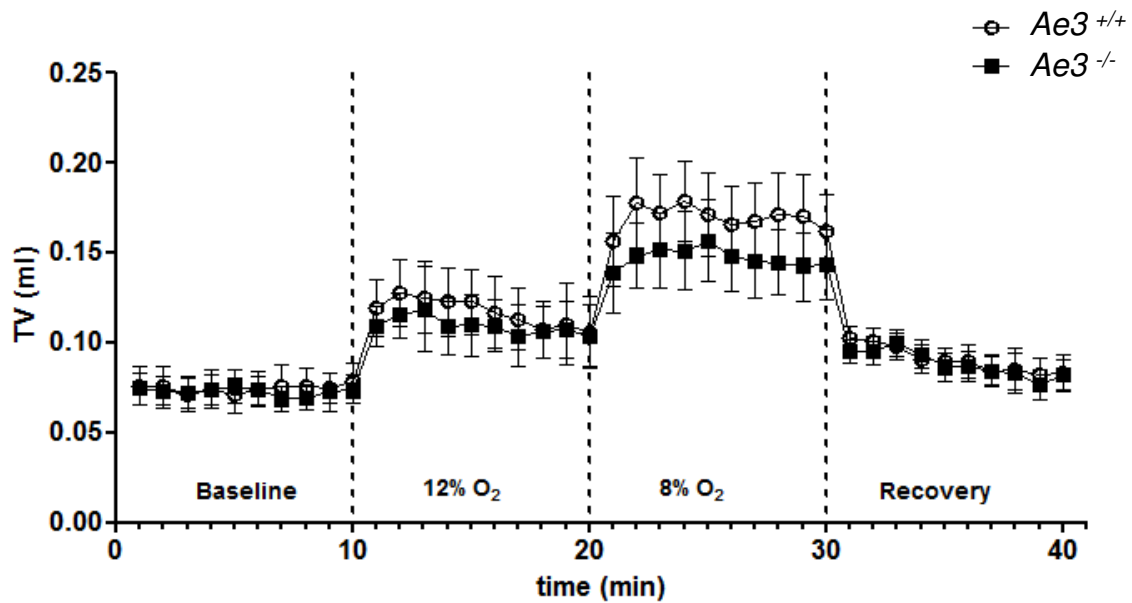 Ae3 +/+
Ae3 -/-
0.25
0.20
0.15
0.10
0.05
0.00
TV (ml)
Baseline
12% O2
8% O2
Recovery
0 10 20 30 40
time (min)